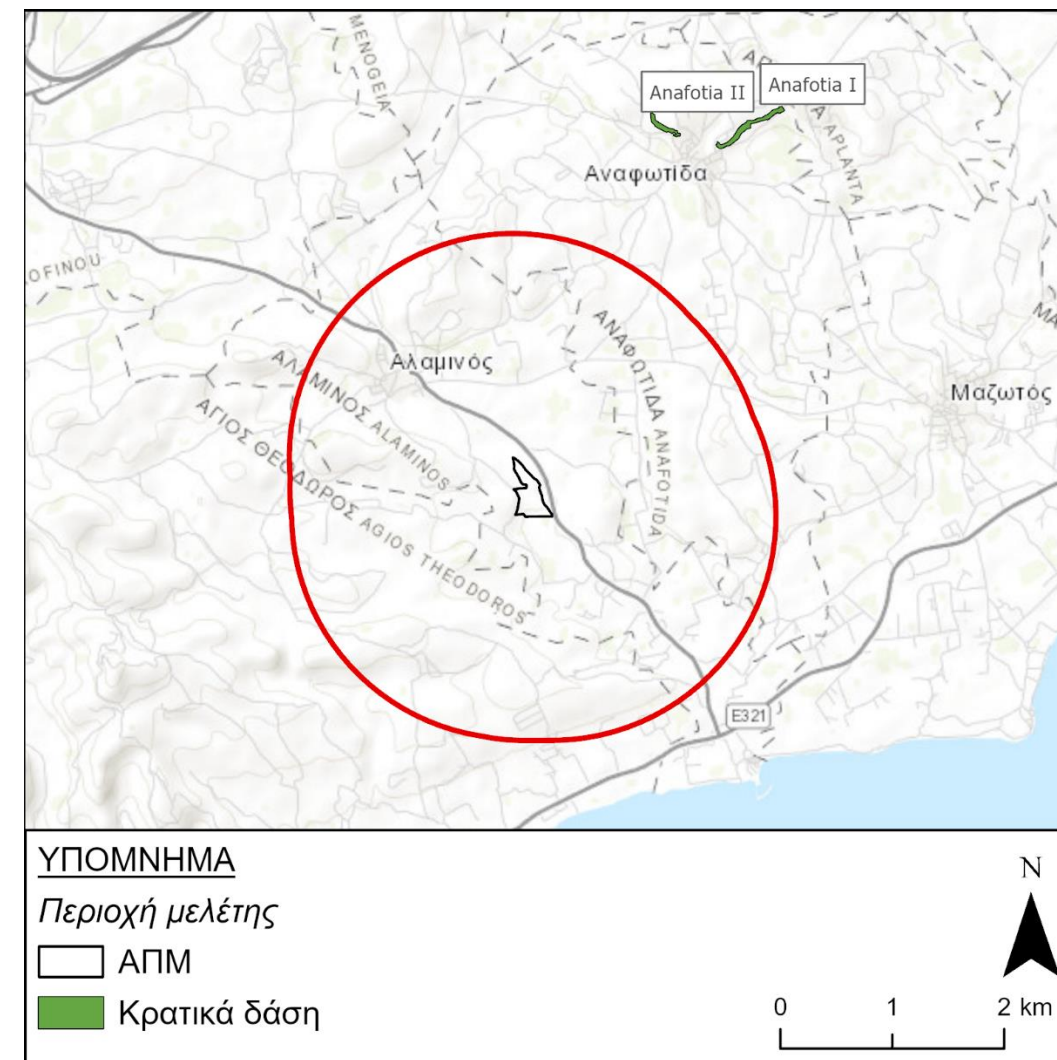 MENOGEIA
Anafotia II
Anafotia I
APLANTA
Αναφωτίδα
OFINOU
ΑΝΑΦΩΤΙΔΑ ANAFOTIDA
Αλαμινός
ΑΛΑΜΙΝΟΣ ALAMINOS
Μαζωτός
ΑΓΙΟΣ ΘΕΟΔΩΡΟΣ AGIOS THEODOROS
E321
ΥΠΟΜΝΗΜΑ
Περιοχή μελέτης
ΑΠΜ
Κρατικά δάση
N
0 1 2 km